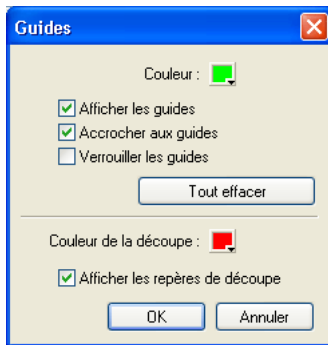 Guides
Couleur :
Afficher les guides
Accrocher aux guides
Verrouiller les guides
Tout effacer
Couleur de la découpe :
Afficher les repères de découpe
OK Annuler